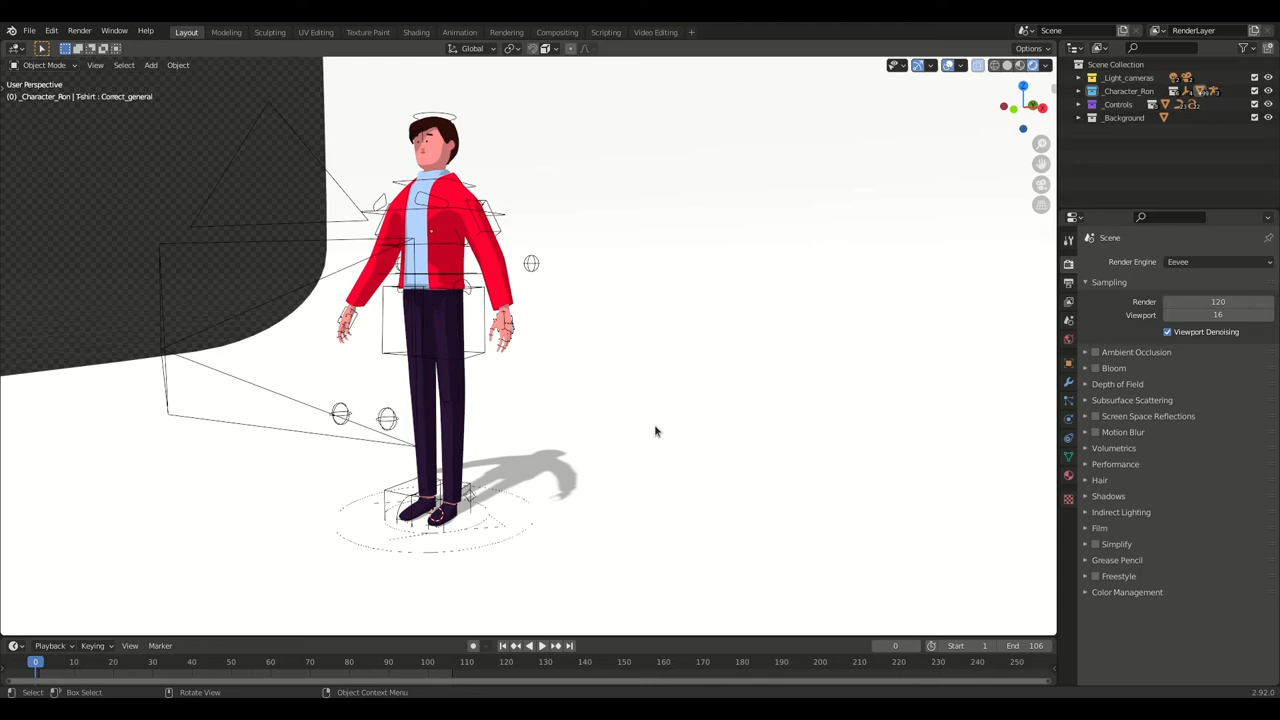 File Edit Render Window Help Layout Modeling Sculpting UV Editing Texture Paint Shading Animation Rendering Compositing Scripting Video Editing + Scene RenderLayer
Global Options
Object Mode View Select Add Object
User Perspective
(0) _Character_Ron | T-shirt : Correct_general
Z
Y
X
Scene Collection
_Light_cameras
_Character_Ron
_Controls
_Background
Scene
Render Engine Eevee
Sampling
Render 120
Viewport 16
Viewport Denoising
Ambient Occlusion
Bloom
Depth of Field
Subsurface Scattering
Screen Space Reflections
Motion Blur
Volumetrics
Performance
Hair
Shadows
Indirect Lighting
Film
Simplify
Grease Pencil
Freestyle
Color Management
Playback Keying View Marker 0 Start 1 End 106
0 10 20 30 40 50 60 70 80 90 100 110 120 130 140 150 160 170 180 190 200 210 220 230 240 250
Select Box Select Rotate View Object Context Menu 2.92.0